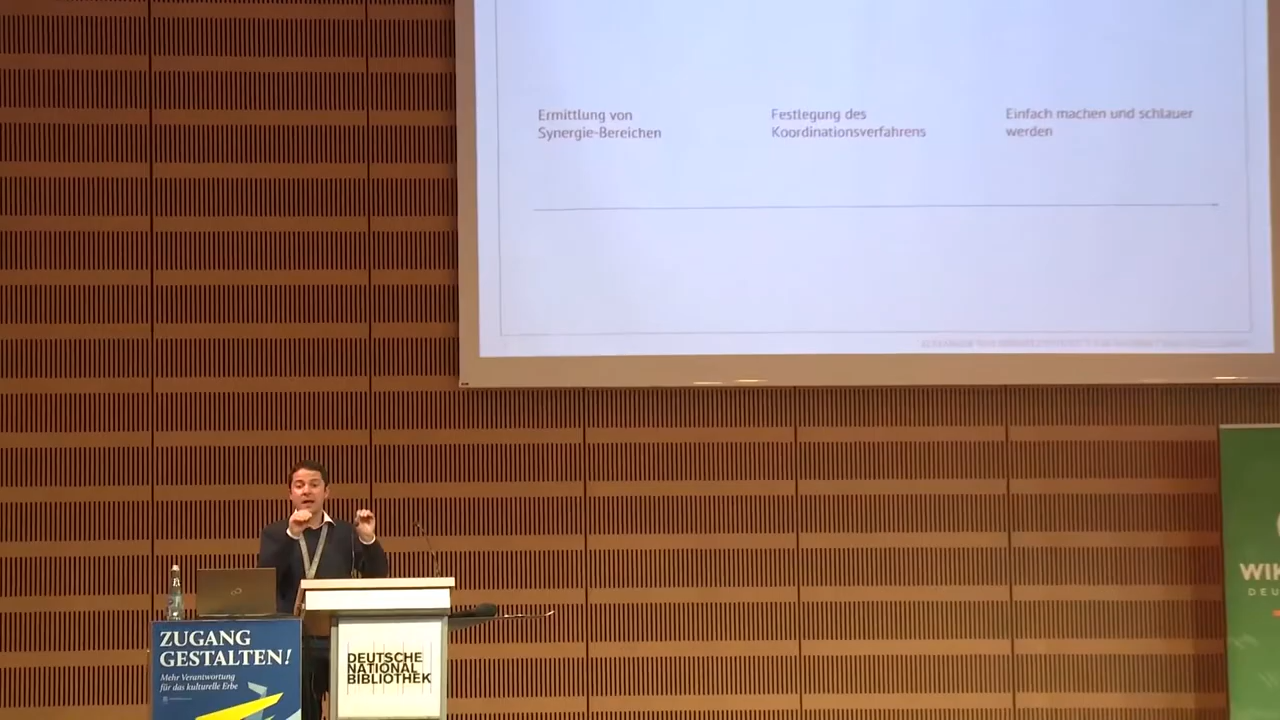 Ermittlung von
Synergie-Bereichen
Festlegung des
Koordinationsverfahrens
Einfach machen und schlauer
werden
WIK
DEU
ZUGANG
GESTALTEN!
Mehr Verantwortung
für das kulturelle Erbe
DEUTSCHE
NATIONAL
BIBLIOTHEK